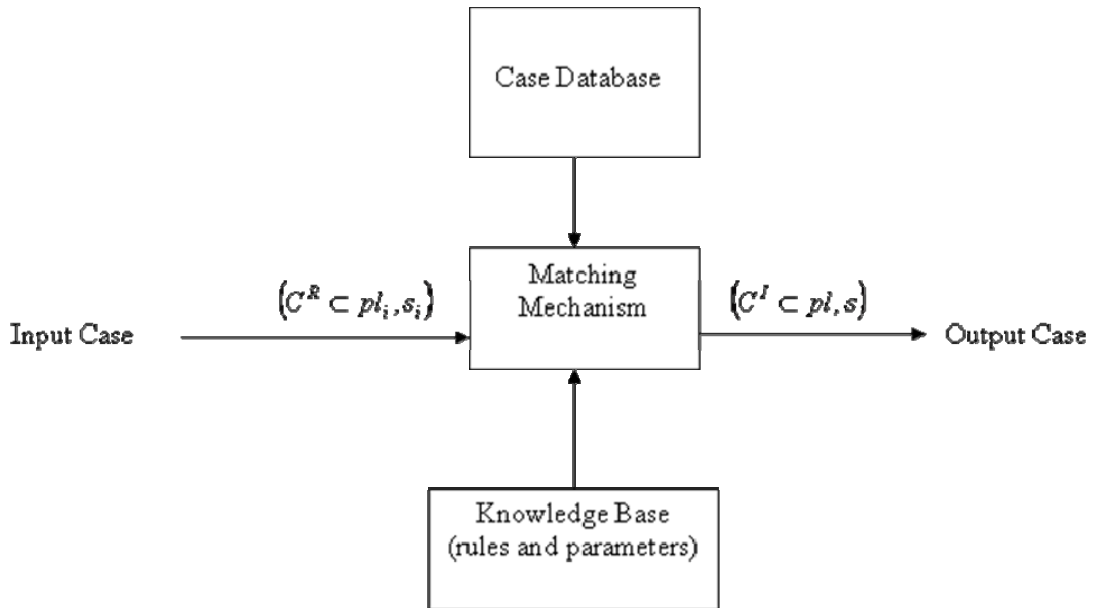 Case Database
Matching
Mechanism
(C^R ⊂ pl_i, s_i)
(C^I ⊂ pl, s)
Input Case
Output Case
Knowledge Base
(rules and parameters)